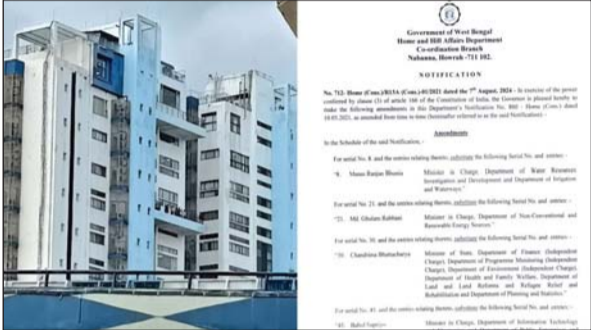 Government of West Bengal
Home and Hill Affairs Department
Co-ordination Branch
Nabanna, Howrah -711 102.
NOTIFICATION
No. 712- Home (Cons.)/R15A (Cons.)-01/2021 dated the 7th August, 2024 - In exercise of the power
conferred by clause (3) of article 166 of the Constitution of India, the Governor is pleased hereby to
make the following amendments in this Department's Notification No. 860 - Home (Cons.) dated
10.05.2021, as amended from time to time (hereinafter referred to as the said Notification) -
Amendments
In the Schedule of the said Notification, -
For serial No. 8. and the entries relating thereto, substitute the following Serial No. and entries -
"8. Manas Ranjan Bhunia Minister in Charge, Department of Water Resources
Investigation and Development and Department of Irrigation
and Waterways."
For serial No. 21. and the entries relating thereto, substitute the following Serial No. and entries -
"21. Md. Ghulam Rabbani Minister in Charge, Department of Non-Conventional and
Renewable Energy Sources."
For serial No. 30. and the entries relating thereto, substitute the following Serial No. and entries -
"30. Chandrima Bhattacharya Minister of State, Department of Finance (Independent
Charge), Department of Programme Monitoring (Independent
Charge), Department of Environment (Independent Charge),
Department of Health and Family Welfare, Department of
Land and Land Reforms and Refugee Relief and
Rehabilitation and Department of Planning and Statistics."
For serial No. 41. and the entries relating thereto, substitute the following Serial No. and entries -
"41. Babul Supriyo Minister in Charge, Department of Information Technology